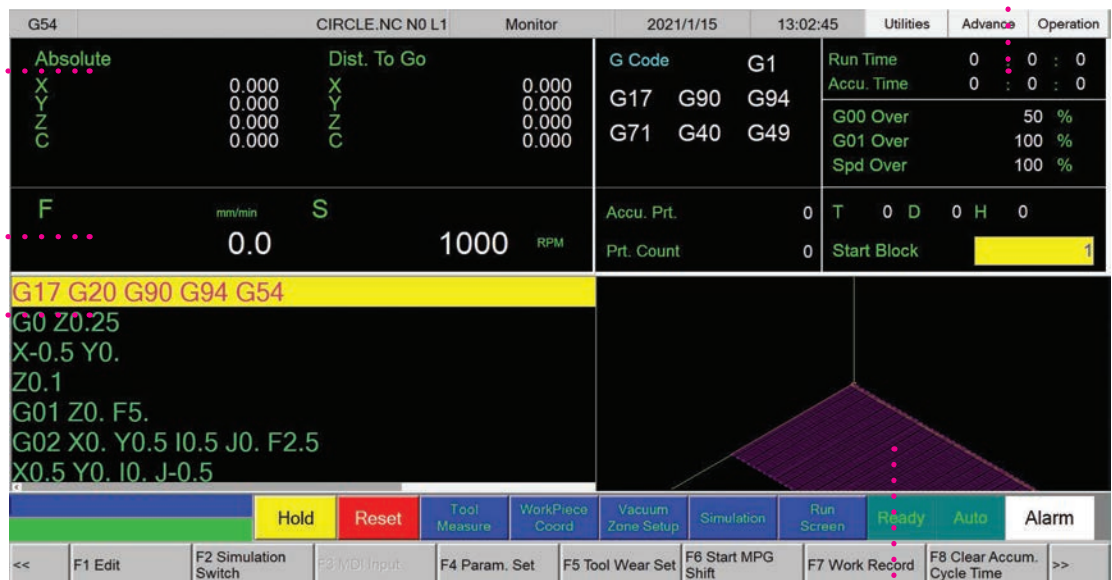 G54 CIRCLE.NC N0 L1 Monitor 2021/1/15 13:02:45 Utilities Advance Operation
Absolute Dist. To Go
X 0.000 X 0.000
Y 0.000 Y 0.000
Z 0.000 Z 0.000
C 0.000 C 0.000
G Code G1
G17 G90 G94
G71 G40 G49
Run Time 0 : 0 : 0
Accu. Time 0 : 0 : 0
G00 Over 50 %
G01 Over 100 %
Spd Over 100 %
F mm/min S
0.0 1000 RPM
Accu. Prt. 0
Prt. Count 0
T 0 D 0 H 0
Start Block 1
G17 G20 G90 G94 G54
G0 Z0.25
X-0.5 Y0.
Z0.1
G01 Z0. F5.
G02 X0. Y0.5 I0.5 J0. F2.5
X0.5 Y0. I0. J-0.5
Hold Reset Tool Measure WorkPiece Coord Vacuum Zone Setup Simulation Run Screen Ready Auto Alarm
<< F1 Edit F2 Simulation Switch F3 MDI Input F4 Param. Set F5 Tool Wear Set F6 Start MPG Shift F7 Work Record F8 Clear Accum. Cycle Time >>